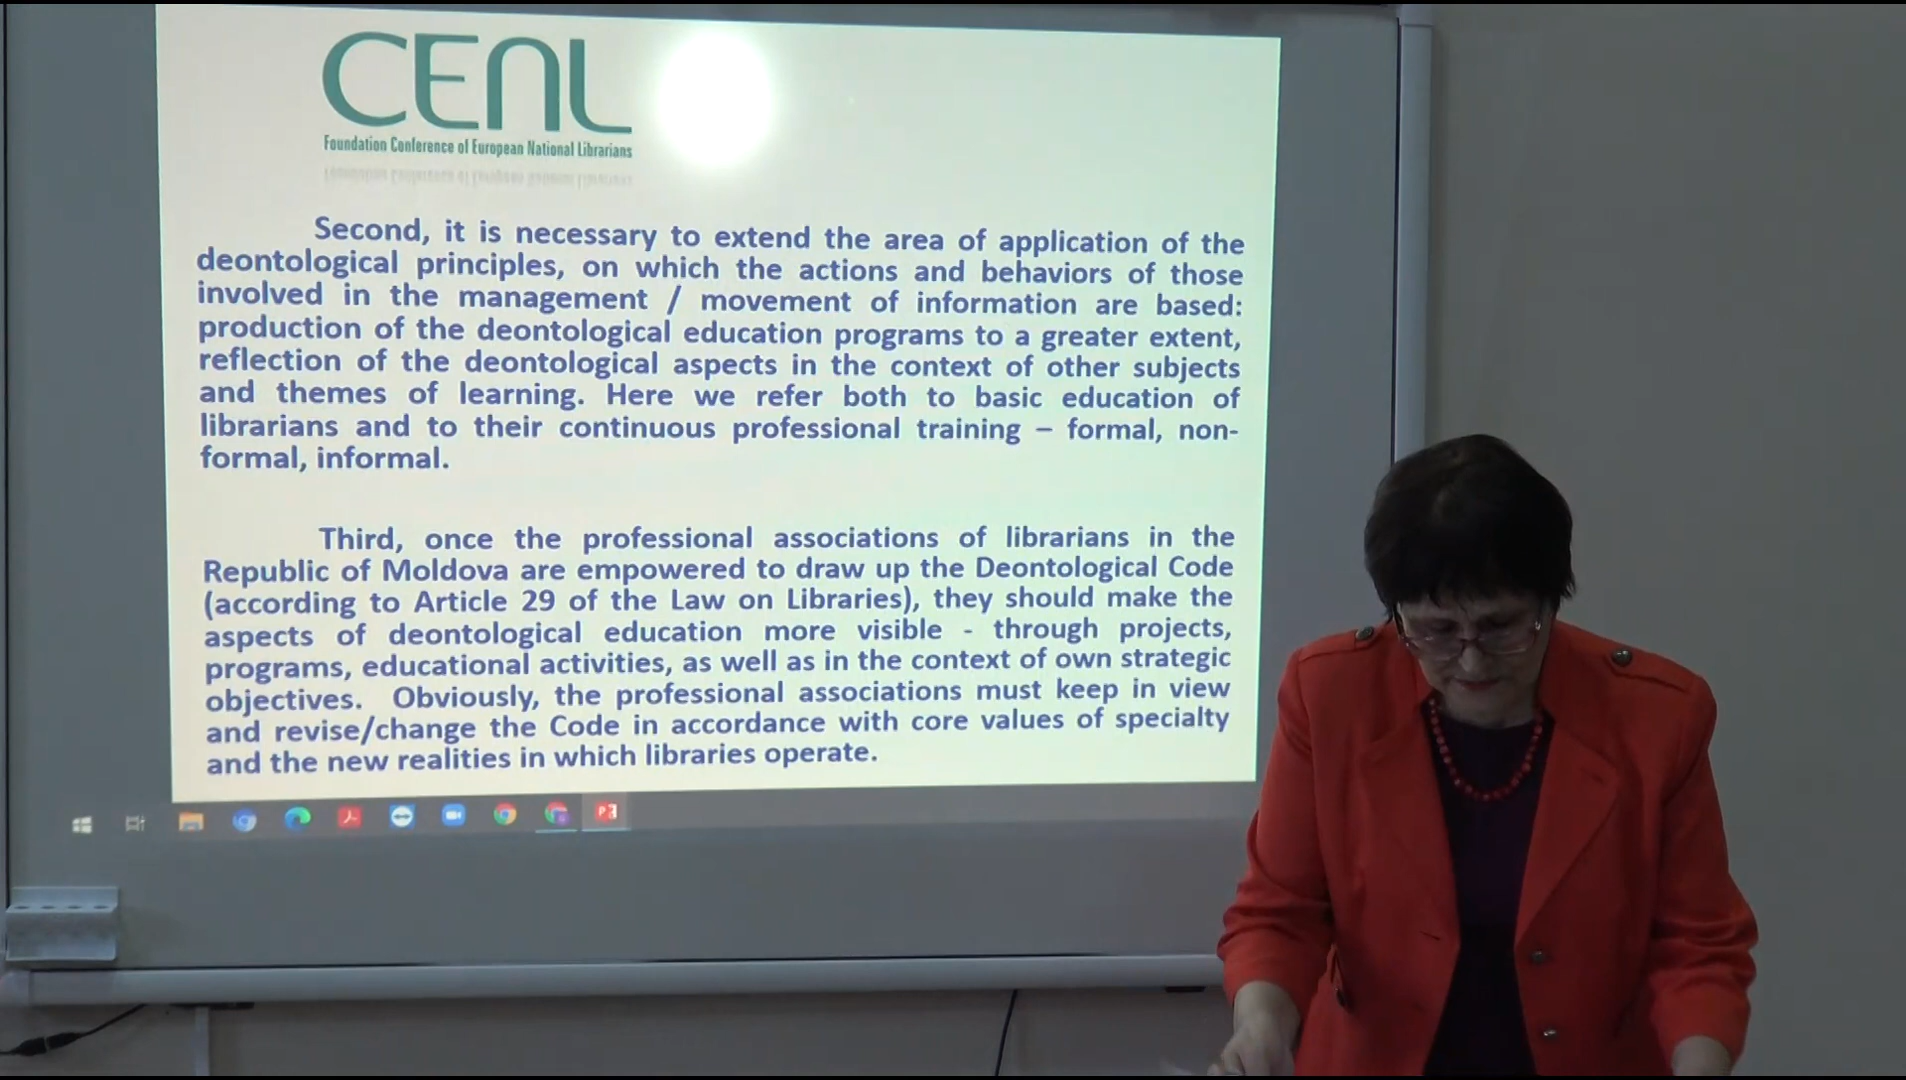 CENL
Foundation Conference of European National Librarians
Second, it is necessary to extend the area of application of the
deontological principles, on which the actions and behaviors of those
involved in the management / movement of information are based:
production of the deontological education programs to a greater extent,
reflection of the deontological aspects in the context of other subjects
and themes of learning. Here we refer both to basic education of
librarians and to their continuous professional training – formal, non-
formal, informal.
Third, once the professional associations of librarians in the
Republic of Moldova are empowered to draw up the Deontological Code
(according to Article 29 of the Law on Libraries), they should make the
aspects of deontological education more visible - through projects,
programs, educational activities, as well as in the context of own strategic
objectives. Obviously, the professional associations must keep in view
and revise/change the Code in accordance with core values of specialty
and the new realities in which libraries operate.